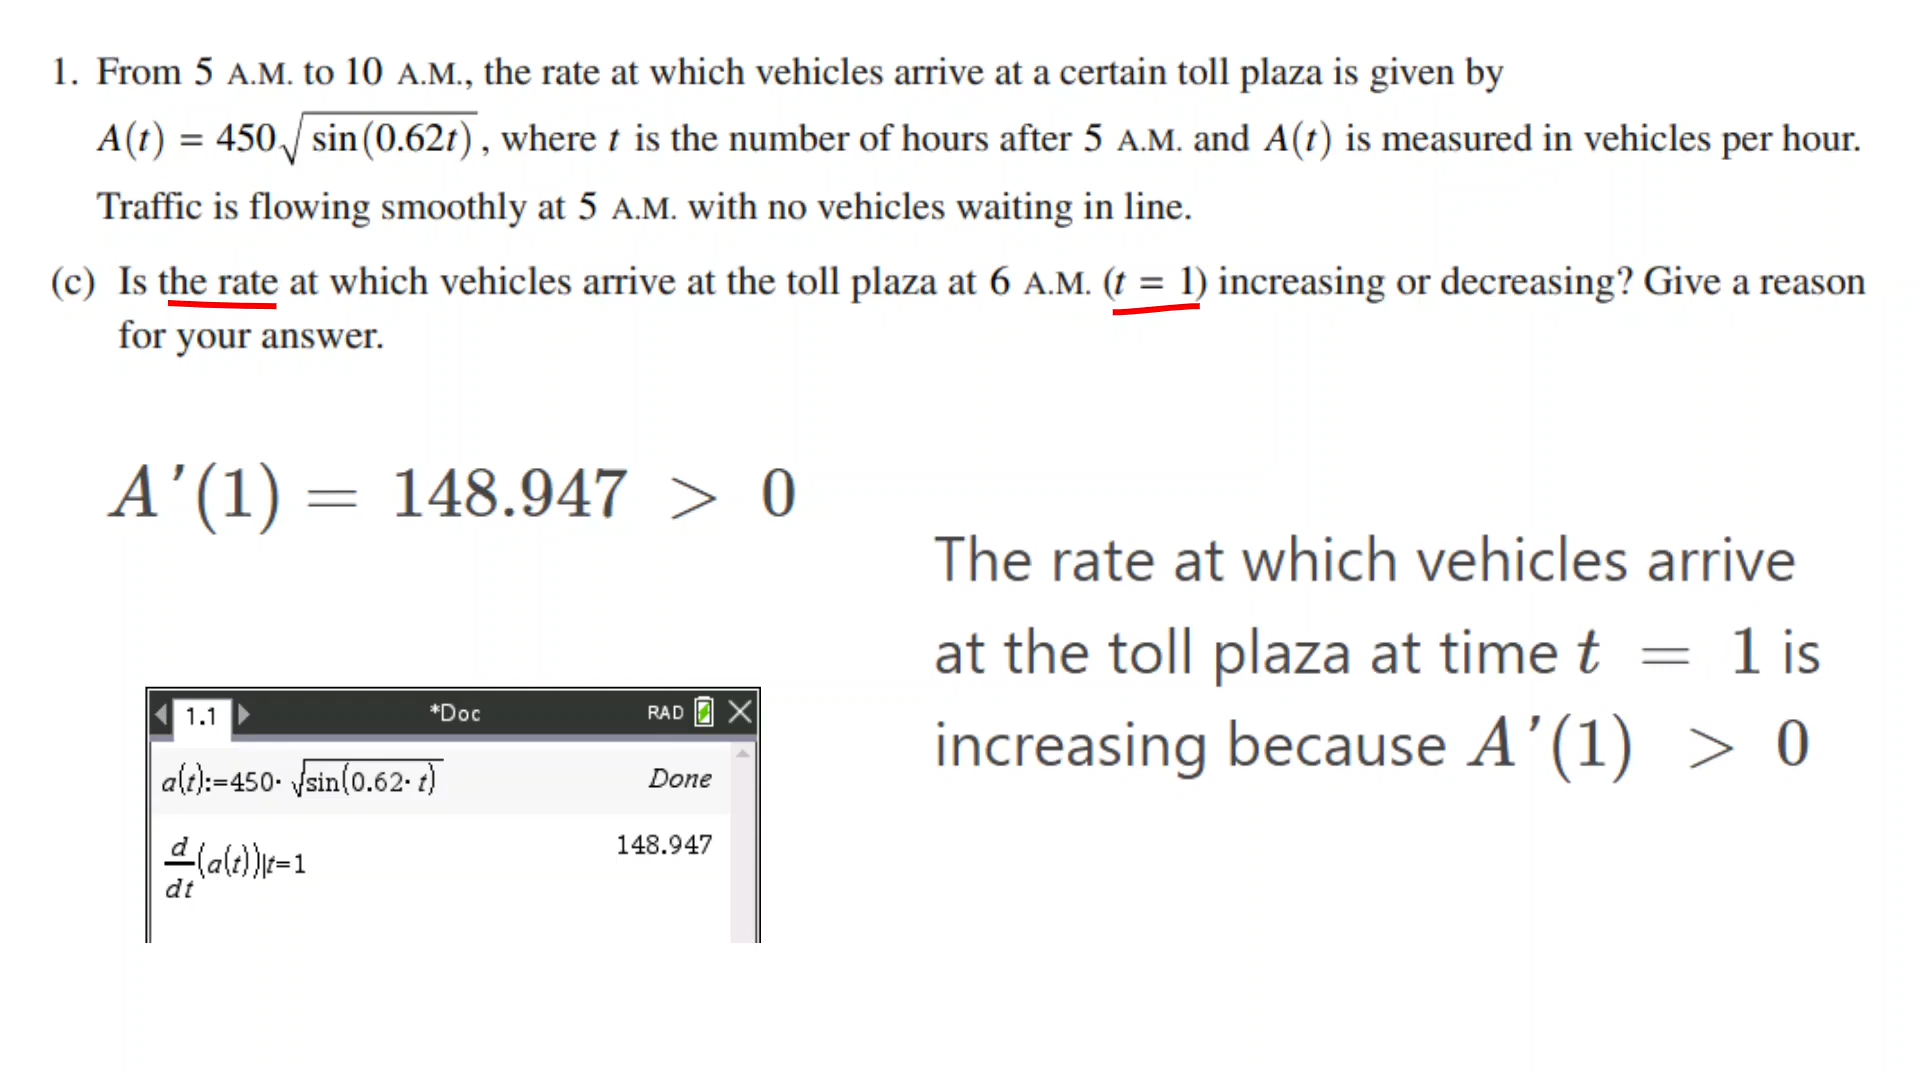 1. From 5 A.M. to 10 A.M., the rate at which vehicles arrive at a certain toll plaza is given by
A(t) = 450√sin(0.62t), where t is the number of hours after 5 A.M. and A(t) is measured in vehicles per hour.
Traffic is flowing smoothly at 5 A.M. with no vehicles waiting in line.
(c) Is the rate at which vehicles arrive at the toll plaza at 6 A.M. (t = 1) increasing or decreasing? Give a reason
for your answer.
A'(1) = 148.947 > 0
The rate at which vehicles arrive
at the toll plaza at time t = 1 is
increasing because A'(1) > 0
1.1 *Doc RAD
a(t):=450·√sin(0.62·t) Done
d/dt(a(t))|t=1 148.947